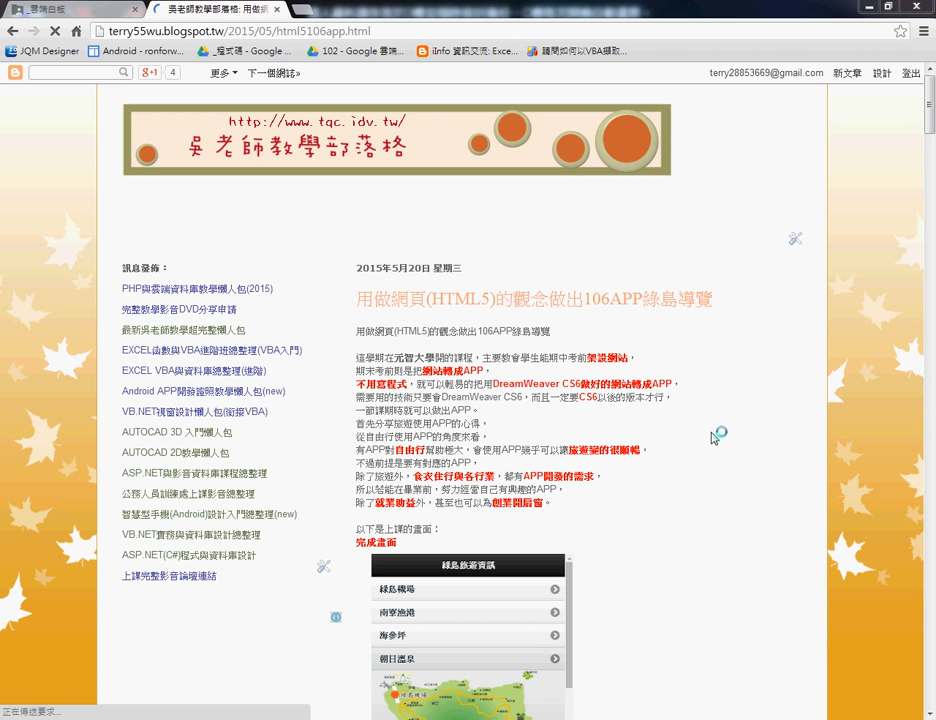 雲端白板
吳老師教學部落格: 用做網
terry55wu.blogspot.tw/2015/05/html5106app.html
JQM Designer
Android - ronforw...
_程式碼 - Google ...
102 - Google 雲端...
iInfo 資訊交流: Exce...
請問如何以VBA擷取...
g+1
4
更多
下一個網誌»
terry28853669@gmail.com
新文章
設計
登出
http://www.tqc.idv.tw/
吳老師教學部落格
訊息發佈：
PHP與雲端資料庫教學懶人包(2015)
完整教學影音DVD分享申請
最新吳老師教學超完整懶人包
EXCEL函數與VBA進階班總整理(VBA入門)
EXCEL VBA與資料庫總整理(進階)
Android APP開發證照教學懶人包(new)
VB.NET視窗設計懶人包(銜接VBA)
AUTOCAD 3D 入門懶人包
AUTOCAD 2D教學懶人包
ASP.NET與影音資料庫課程總整理
公務人員訓練處上課影音總整理
智慧型手機(Android)設計入門總整理(new)
VB.NET實務與資料庫設計總整理
ASP.NET(C#)程式與資料庫設計
上課完整影音論壇連結
2015年5月20日 星期三
用做網頁(HTML5)的觀念做出106APP綠島導覽
用做網頁(HTML5)的觀念做出106APP綠島導覽
這學期在元智大學開的課程，主要教會學生能期中考前架設網站，
期末考前則是把網站轉成APP，
不用寫程式，就可以輕易的把用DreamWeaver CS6做好的網站轉成APP，
需要用的技術只要會DreamWeaver CS6，而且一定要CS6以後的版本才行，
一節課期時就可以做出APP。
首先分享旅遊使用APP的心得，
從自由行使用APP的角度來看，
有APP對自由行幫助極大，會使用APP幾乎可以讓旅遊變的很順暢，
不過前提是要有對應的APP，
除了旅遊外，食衣住行與各行業，都有APP開發的需求，
所以若能在畢業前，努力經營自己有興趣的APP，
除了就業助益外，甚至也可以為創業開扇窗。
以下是上課的畫面：
完成畫面
綠島旅遊資訊
綠島機場
南寮漁港
海參坪
朝日溫泉
綠島機場
正在傳送要求...